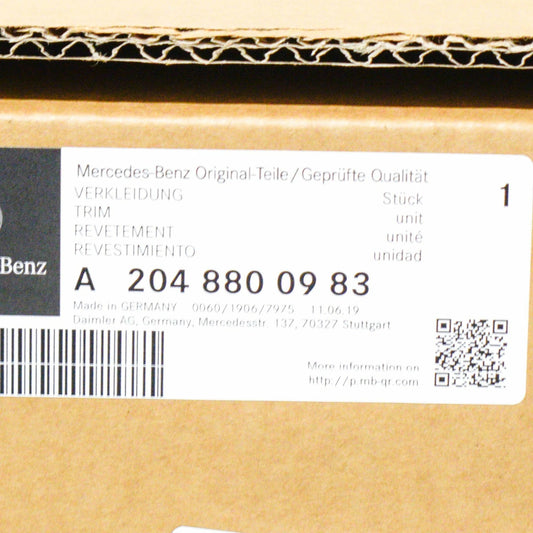 Mercedes-Benz Original-Teile/Geprüfte Qualität
1
VERKLEIDUNG Stück
TRIM unit
REVETEMENT unité
REVESTIMIENTO unidad
Benz
A 204 880 09 83
Made in GERMANY 0060/1906/7975 11.06.19
Daimler AG, Germany, Mercedesstr. 137, 70327 Stuttgart
More information on
http://p.mb-qr.com